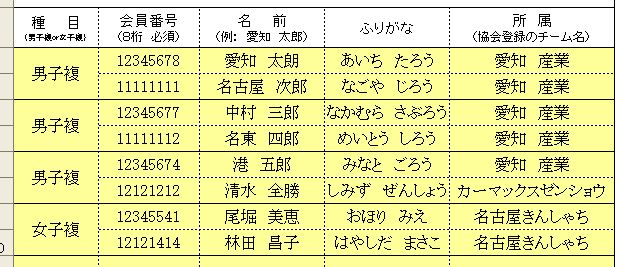 種 目 会員番号 名 前 ふりがな 所 属
(男子複or女子複) (8桁 必須) (例: 愛知 太郎) (協会登録のチーム名)
男子複 12345678 愛知 太朗 あいち たろう 愛知 産業
11111111 名古屋 次郎 なごや じろう 愛知 産業
男子複 12345677 中村 三郎 なかむら さぶろう 愛知 産業
11111112 名東 四郎 めいとう しろう 愛知 産業
男子複 12345674 港 五郎 みなと ごろう 愛知 産業
12121212 清水 全勝 しみず ぜんしょう カーマックスゼンショウ
女子複 12345541 尾堀 美恵 おほり みえ 名古屋きんしゃち
12121414 林田 昌子 はやしだ まさこ 名古屋きんしゃち